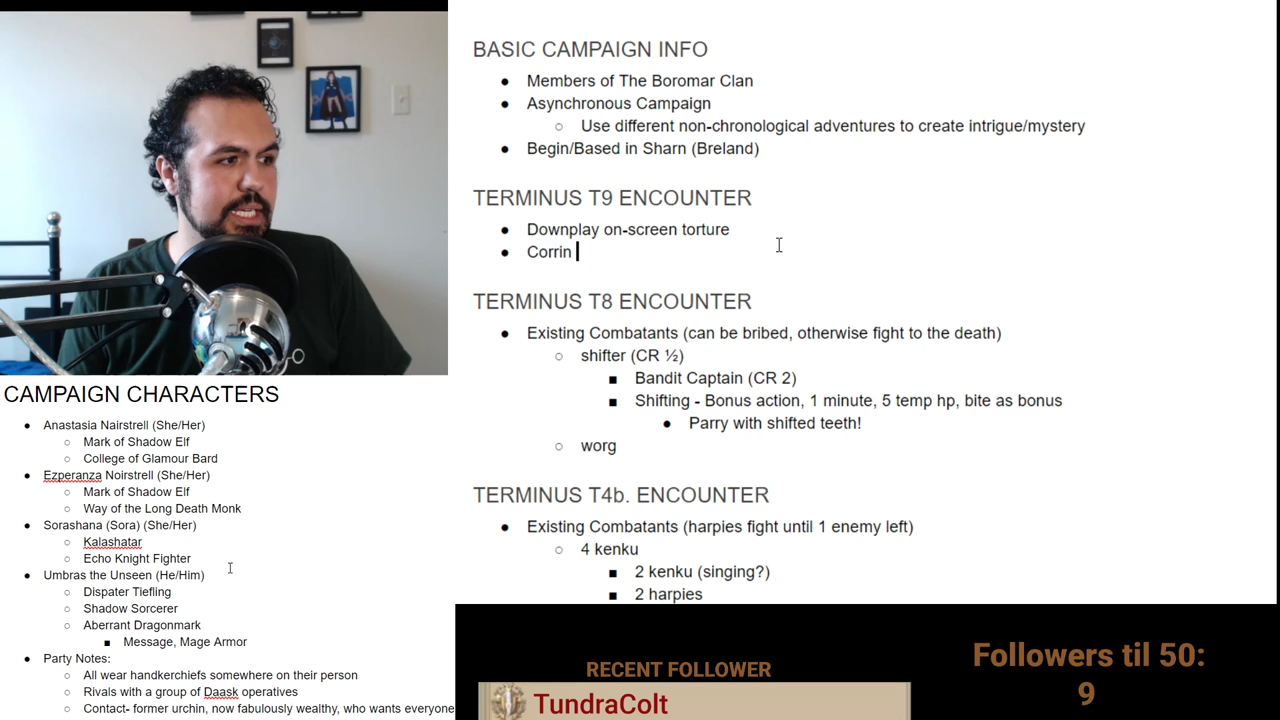 BASIC CAMPAIGN INFO
● Members of The Boromar Clan
● Asynchronous Campaign
○ Use different non-chronological adventures to create intrigue/mystery
● Begin/Based in Sharn (Breland)
TERMINUS T9 ENCOUNTER
● Downplay on-screen torture
● Corrin
TERMINUS T8 ENCOUNTER
● Existing Combatants (can be bribed, otherwise fight to the death)
○ shifter (CR ½)
■ Bandit Captain (CR 2)
■ Shifting - Bonus action, 1 minute, 5 temp hp, bite as bonus
● Parry with shifted teeth!
○ worg
TERMINUS T4b. ENCOUNTER
● Existing Combatants (harpies fight until 1 enemy left)
○ 4 kenku
■ 2 kenku (singing?)
■ 2 harpies
CAMPAIGN CHARACTERS
● Anastasia Nairstrell (She/Her)
○ Mark of Shadow Elf
○ College of Glamour Bard
● Ezperanza Noirstrell (She/Her)
○ Mark of Shadow Elf
○ Way of the Long Death Monk
● Sorashana (Sora) (She/Her)
○ Kalashatar
○ Echo Knight Fighter
● Umbras the Unseen (He/Him)
○ Dispater Tiefling
○ Shadow Sorcerer
○ Aberrant Dragonmark
■ Message, Mage Armor
● Party Notes:
○ All wear handkerchiefs somewhere on their person
○ Rivals with a group of Daask operatives
○ Contact- former urchin, now fabulously wealthy, who wants everyone
RECENT FOLLOWER
TundraColt
Followers til 50:
9